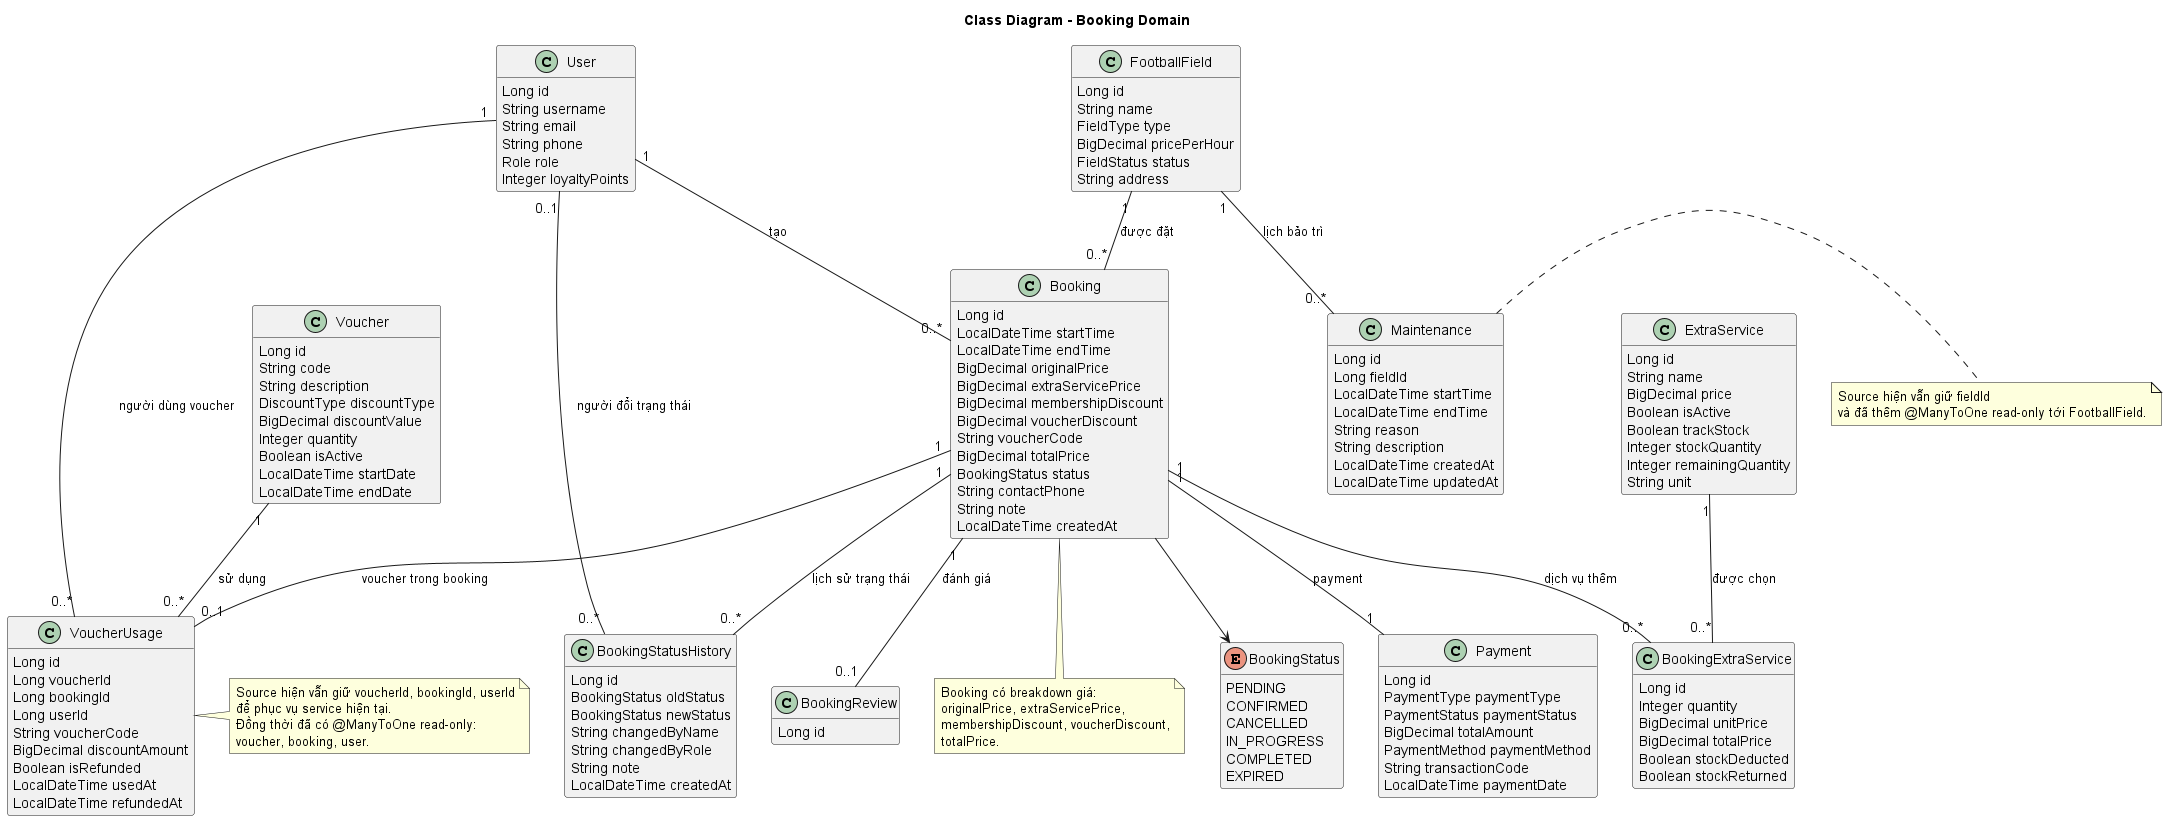 Class Diagram - Booking Domain
C User
Long id
String username
String email
String phone
Role role
Integer loyaltyPoints
C FootballField
Long id
String name
FieldType type
BigDecimal pricePerHour
FieldStatus status
String address
1
1
0..1
1
1
tạo
được đặt
lịch bảo trì
0..*
0..*
0..*
C Voucher
Long id
String code
String description
DiscountType discountType
BigDecimal discountValue
Integer quantity
Boolean isActive
LocalDateTime startDate
LocalDateTime endDate
C Booking
Long id
LocalDateTime startTime
LocalDateTime endTime
BigDecimal originalPrice
BigDecimal extraServicePrice
BigDecimal membershipDiscount
BigDecimal voucherDiscount
String voucherCode
BigDecimal totalPrice
BookingStatus status
String contactPhone
String note
LocalDateTime createdAt
C Maintenance
Long id
Long fieldId
LocalDateTime startTime
LocalDateTime endTime
String reason
String description
LocalDateTime createdAt
LocalDateTime updatedAt
C ExtraService
Long id
String name
BigDecimal price
Boolean isActive
Boolean trackStock
Integer stockQuantity
Integer remainingQuantity
String unit
Source hiện vẫn giữ fieldId
và đã thêm @ManyToOne read-only tới FootballField.
người dùng voucher
người đổi trạng thái
1
1
1
1
1
1
1
sử dụng
voucher trong booking
lịch sử trạng thái
đánh giá
payment
dịch vụ thêm
được chọn
0..*
0..*
0..1
0..*
0..*
0..1
1
0..*
0..*
C VoucherUsage
Long id
Long voucherId
Long bookingId
Long userId
String voucherCode
BigDecimal discountAmount
Boolean isRefunded
LocalDateTime usedAt
LocalDateTime refundedAt
Source hiện vẫn giữ voucherId, bookingId, userId
để phục vụ service hiện tại.
Đồng thời đã có @ManyToOne read-only:
voucher, booking, user.
C BookingStatusHistory
Long id
BookingStatus oldStatus
BookingStatus newStatus
String changedByName
String changedByRole
String note
LocalDateTime createdAt
C BookingReview
Long id
Booking có breakdown giá:
originalPrice, extraServicePrice,
membershipDiscount, voucherDiscount,
totalPrice.
E BookingStatus
PENDING
CONFIRMED
CANCELLED
IN_PROGRESS
COMPLETED
EXPIRED
C Payment
Long id
PaymentType paymentType
PaymentStatus paymentStatus
BigDecimal totalAmount
PaymentMethod paymentMethod
String transactionCode
LocalDateTime paymentDate
C BookingExtraService
Long id
Integer quantity
BigDecimal unitPrice
BigDecimal totalPrice
Boolean stockDeducted
Boolean stockReturned